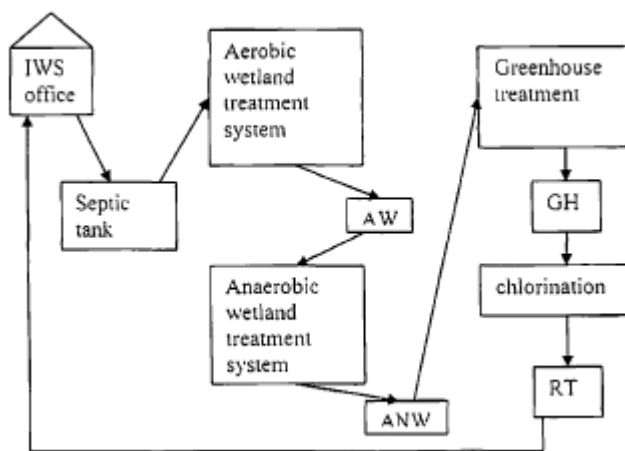 IWS
office
Septic
tank
Aerobic
wetland
treatment
system
AW
Anaerobic
wetland
treatment
system
ANW
Greenhouse
treatment
GH
chlorination
RT